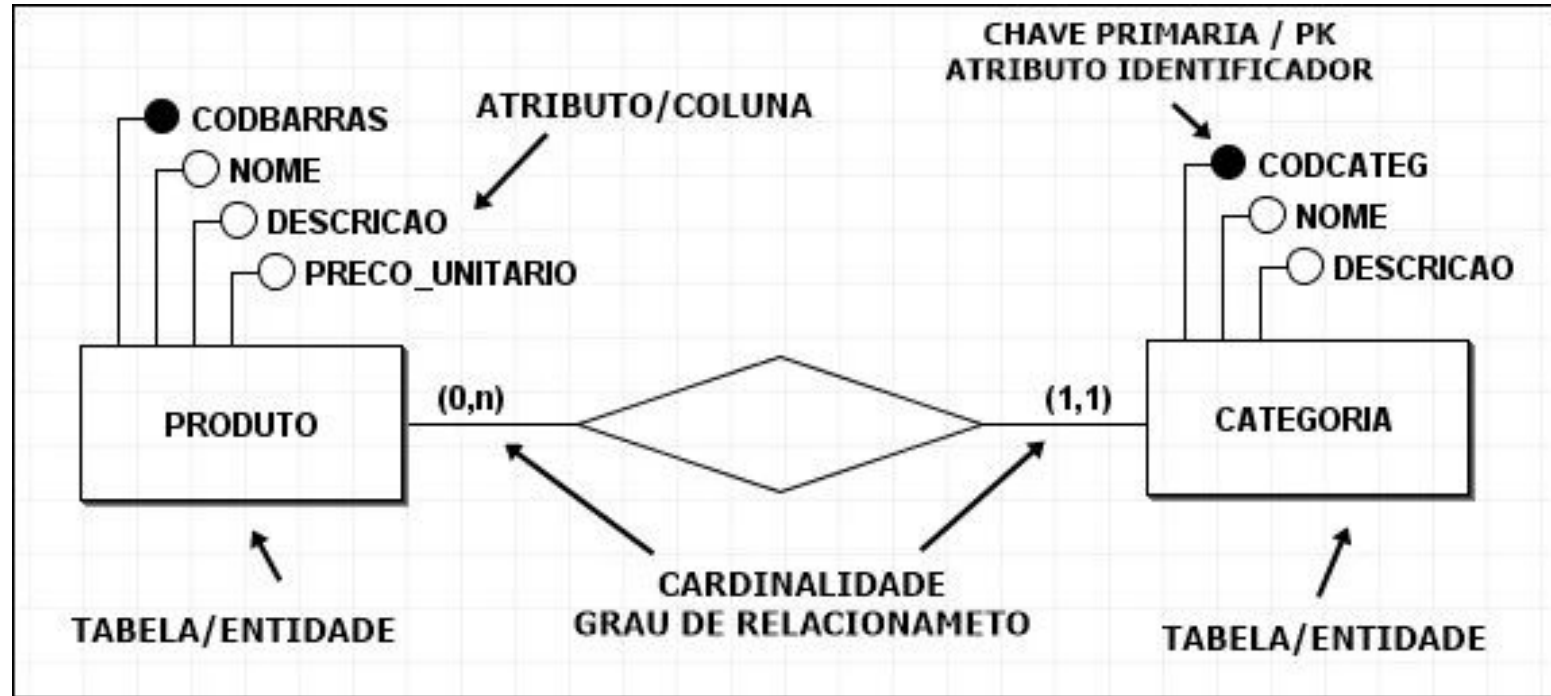 CHAVE PRIMARIA / PK
ATRIBUTO IDENTIFICADOR
ATRIBUTO/COLUNA
CODBARRAS
NOME
DESCRICAO
PRECO_UNITARIO
CODCATEG
NOME
DESCRICAO
PRODUTO
(0,n)
(1,1)
CATEGORIA
CARDINALIDADE
GRAU DE RELACIONAMETO
TABELA/ENTIDADE
TABELA/ENTIDADE